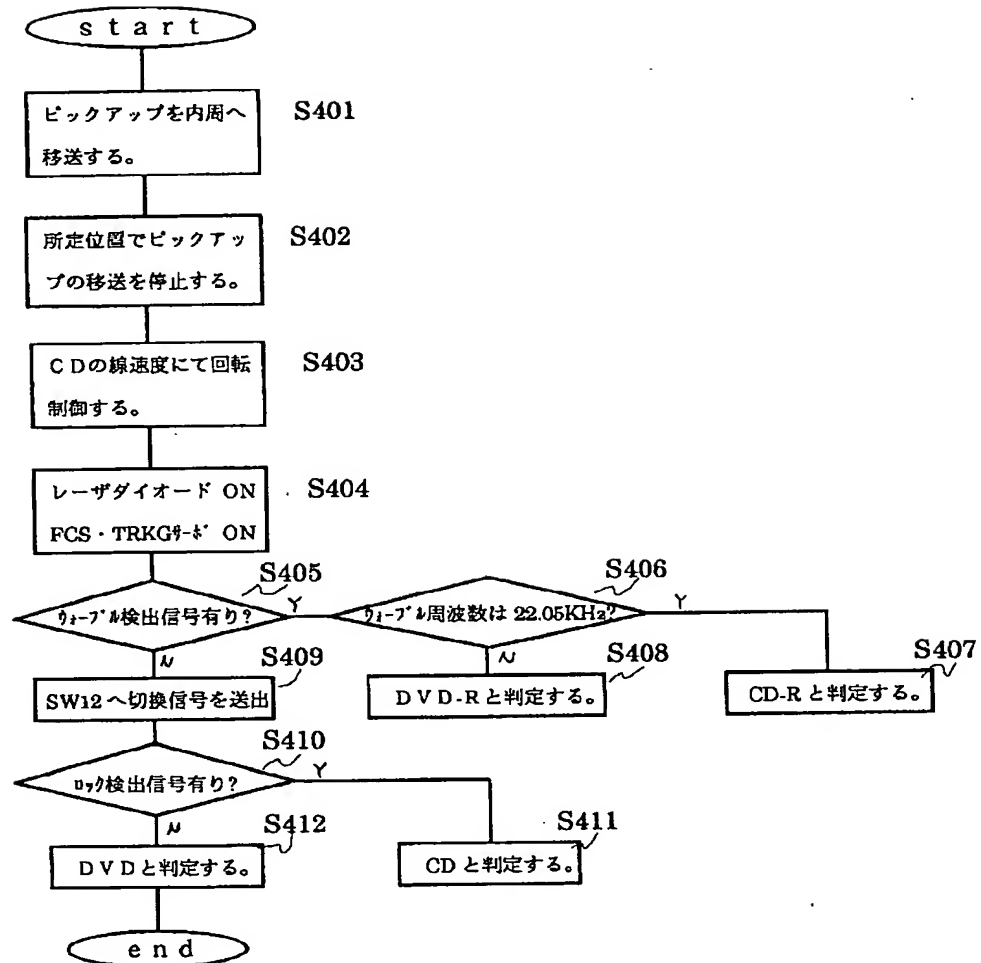 start
ピックアップを内周へ
移送する。
S401
所定位置でピックアッ
プの移送を停止する。
S402
CDの線速度にて回転
制御する。
S403
レーザダイオード ON
FCS・TRKGサーボ ON
S404
S405
ウォーブル検出信号有り?
Y
S406
ウォーブル周波数は 22.05KHz?
Y
N
N
S409
SW12へ切換信号を送出
S408
DVD-Rと判定する。
S407
CD-Rと判定する。
S410
ロック検出信号有り?
Y
N
S412
DVDと判定する。
S411
CDと判定する。
end